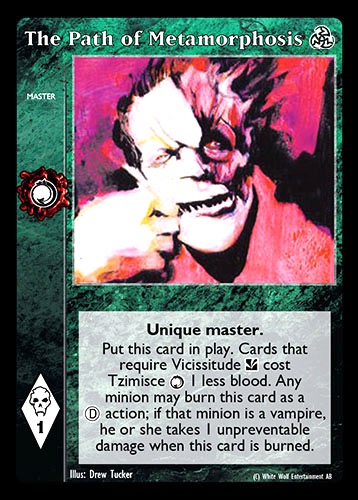 The Path of Metamorphosis
MASTER
Unique master.
Put this card in play. Cards that
require Vicissitude cost
Tzimisce 1 less blood. Any
minion may burn this card as a
D action; if that minion is a vampire,
he or she takes 1 unpreventable
damage when this card is burned.
1
Illus: Drew Tucker
(C) White Wolf Entertainment AB